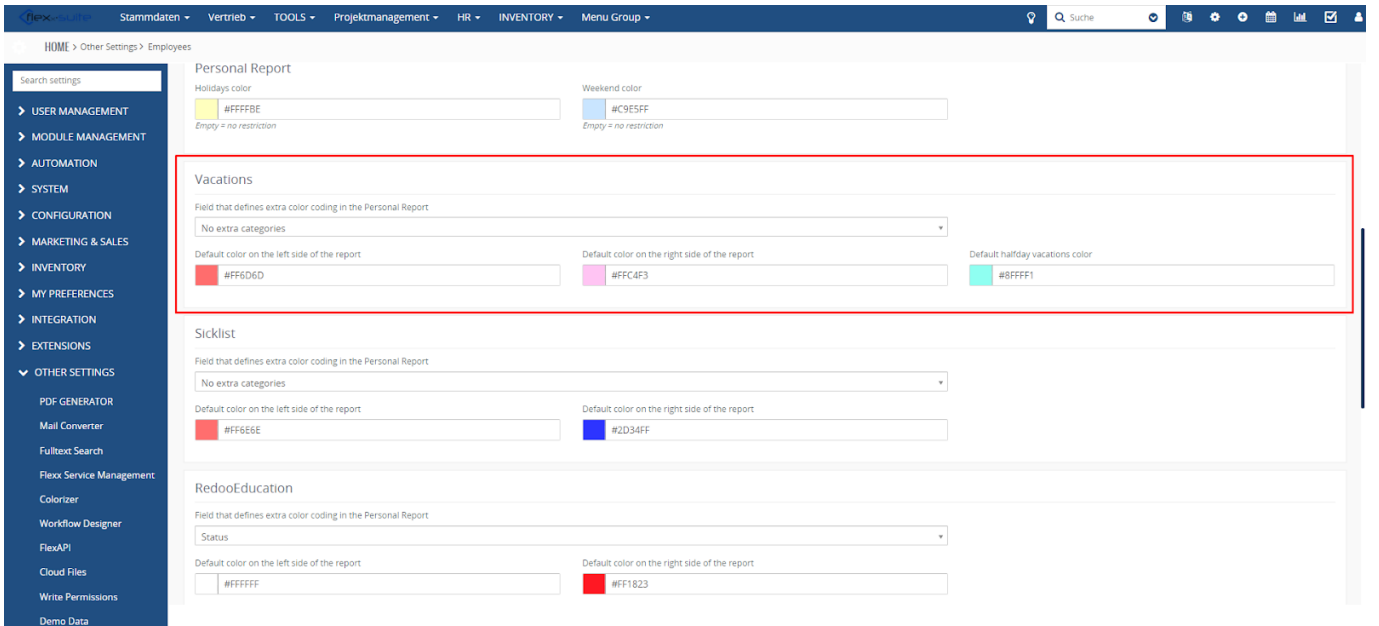 flexx-suite
Stammdaten Vertrieb TOOLS Projektmanagement HR INVENTORY Menu Group Suche
HOME > Other Settings > Employees
Search settings
USER MANAGEMENT
MODULE MANAGEMENT
AUTOMATION
SYSTEM
CONFIGURATION
MARKETING & SALES
INVENTORY
MY PREFERENCES
INTEGRATION
EXTENSIONS
OTHER SETTINGS
PDF GENERATOR
Mail Converter
Fulltext Search
Flexx Service Management
Colorizer
Workflow Designer
FlexAPI
Cloud Files
Write Permissions
Demo Data
Personal Report
Holidays color Weekend color
#FFFFBE #C9E5FF
Empty = no restriction Empty = no restriction
Vacations
Field that defines extra color coding in the Personal Report
No extra categories
Default color on the left side of the report Default color on the right side of the report Default halfday vacations color
#FF6D6D #FFC4F3 #8FFFF1
Sicklist
Field that defines extra color coding in the Personal Report
No extra categories
Default color on the left side of the report Default color on the right side of the report
#FF6E6E #2D34FF
RedooEducation
Field that defines extra color coding in the Personal Report
Status
Default color on the left side of the report Default color on the right side of the report
#FFFFFF #FF1823